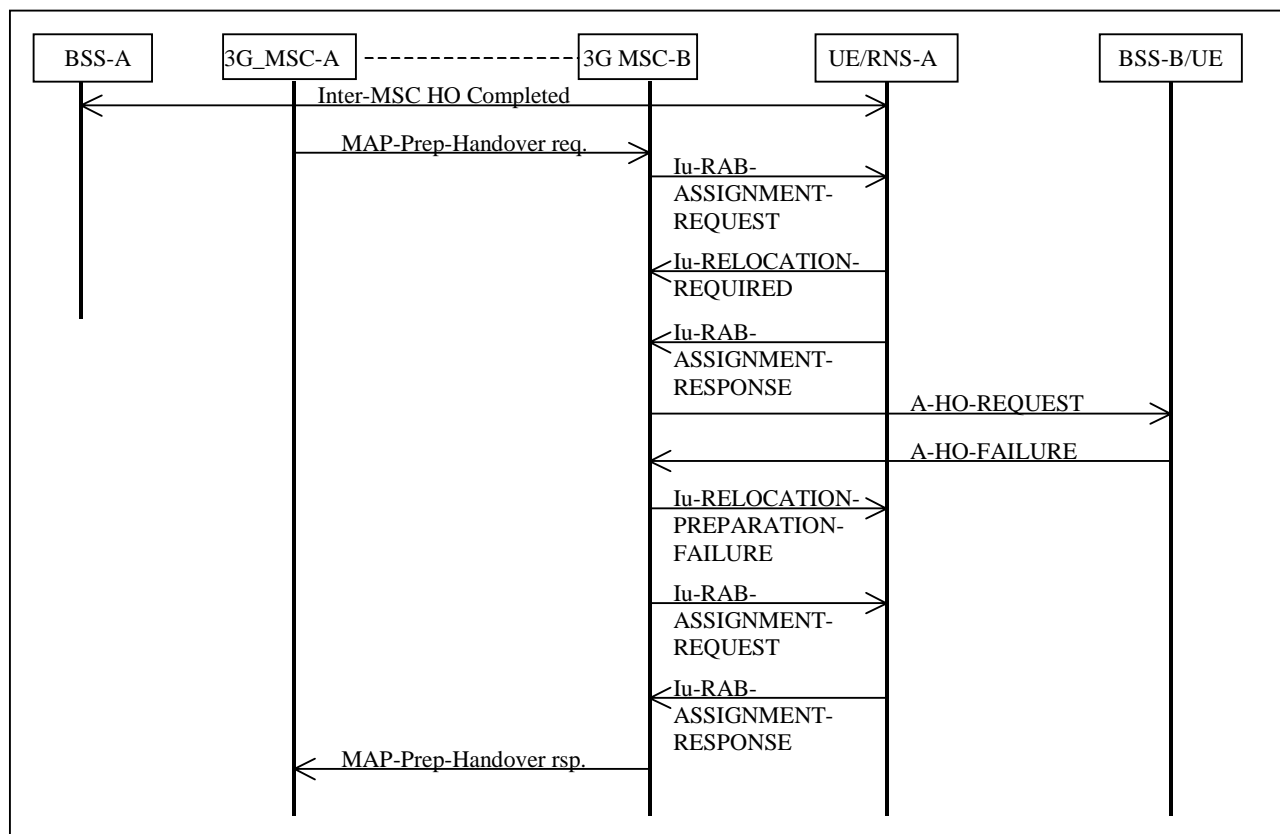 BSS-A
3G_MSC-A
3G MSC-B
UE/RNS-A
BSS-B/UE
Inter-MSC HO Completed
MAP-Prep-Handover req.
Iu-RAB-
ASSIGNMENT-
REQUEST
Iu-RELOCATION-
REQUIRED
Iu-RAB-
ASSIGNMENT-
RESPONSE
A-HO-REQUEST
A-HO-FAILURE
Iu-RELOCATION-
PREPARATION-
FAILURE
Iu-RAB-
ASSIGNMENT-
REQUEST
Iu-RAB-
ASSIGNMENT-
RESPONSE
MAP-Prep-Handover rsp.